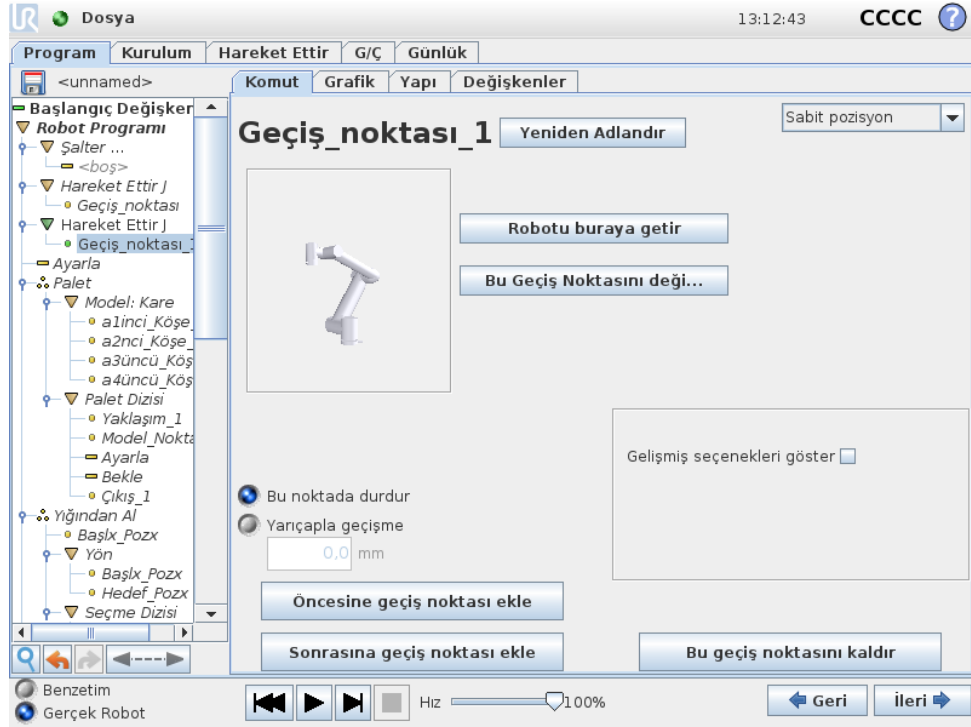 UR Dosya 13:12:43 CCCC ?
Program Kurulum Hareket Ettir G/Ç Günlük
<unnamed>
Komut Grafik Yapı Değişkenler
Başlangıç Değişker
Robot Programı
Şalter ...
<boş>
Hareket Ettir J
Geçiş_noktası
Hareket Ettir J
Geçiş_noktası_1
Ayarla
Palet
Model: Kare
a1inci_Köşe_
a2nci_Köşe_
a3üncü_Köş
a4üncü_Köş
Palet Dizisi
Yaklaşım_1
Model_Nokta
Ayarla
Bekle
Çıkış_1
Yığından Al
Başlx_Pozx
Yön
Başlx_Pozx
Hedef_Pozx
Seçme Dizisi
Geçiş_noktası_1
Yeniden Adlandır
Sabit pozisyon
Robotu buraya getir
Bu Geçiş Noktasını deği...
Gelişmiş seçenekleri göster
Bu noktada durdur
Yarıçapla geçişme
0,0 mm
Öncesine geçiş noktası ekle
Sonrasına geçiş noktası ekle
Bu geçiş noktasını kaldır
Benzetim
Gerçek Robot
Hız 100%
Geri
İleri